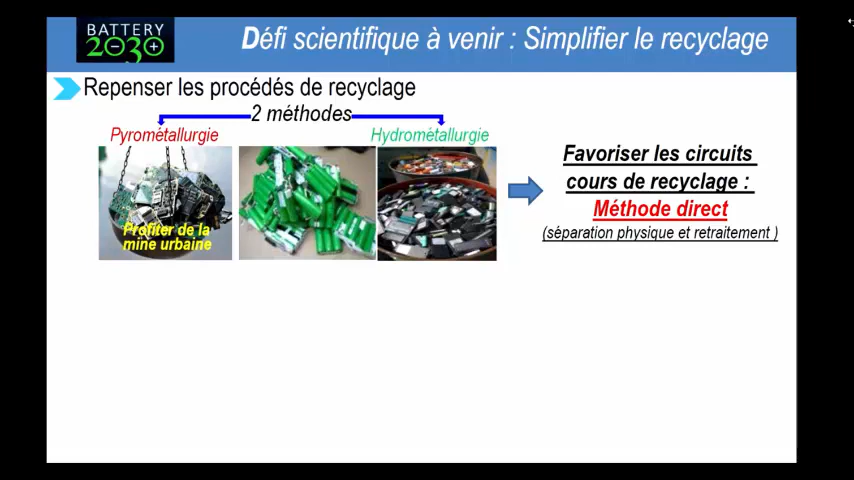 BATTERY
2030
Défi scientifique à venir : Simplifier le recyclage
Repenser les procédés de recyclage
2 méthodes
Pyrométallurgie
Hydrométallurgie
Profiter de la
mine urbaine
Favoriser les circuits
cours de recyclage :
Méthode direct
(séparation physique et retraitement )